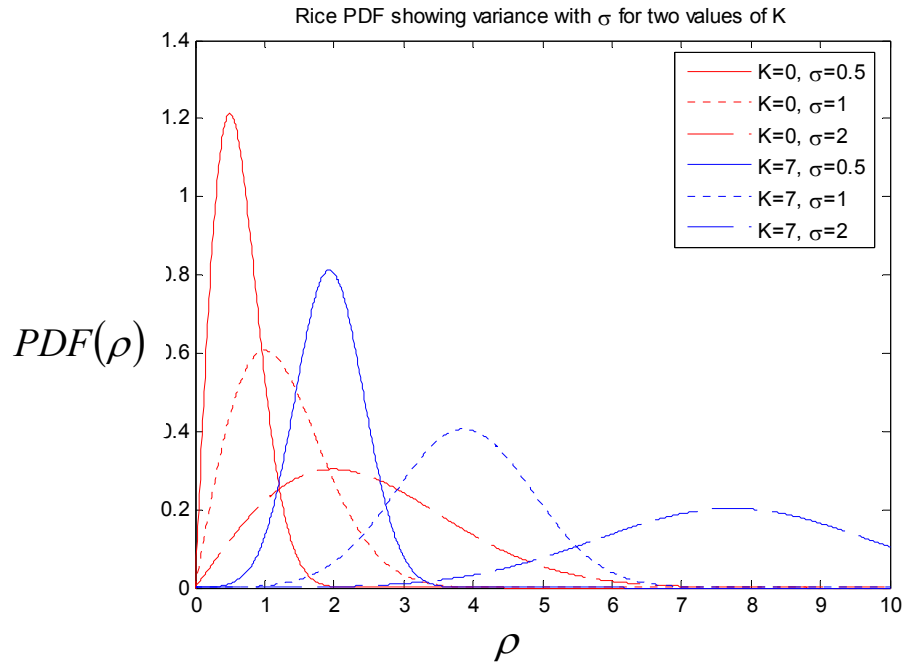 Rice PDF showing variance with σ for two values of K
1.4
1.2
1
0.8
0.6
0.4
0.2
0
PDF(ρ)
K=0, σ=0.5
K=0, σ=1
K=0, σ=2
K=7, σ=0.5
K=7, σ=1
K=7, σ=2
0 1 2 3 4 5 6 7 8 9 10
ρ